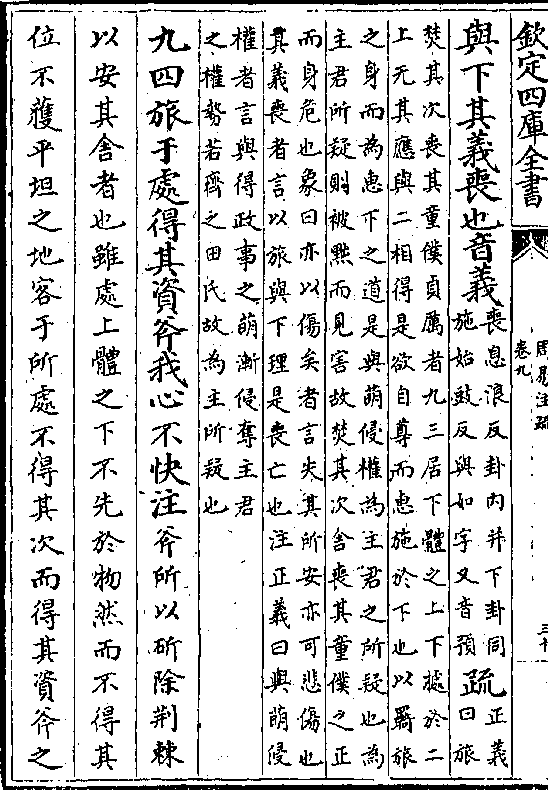 欽定四庫全書
周易注疏
卷九
三十
與下其義喪也音義喪息浪反卦内并下卦同施始豉反與如字又音預疏正義曰旅
焚其次喪其童僕貞厲者九三居下體之上下據於二
上无其應與二相得是欲自尊而惠施於下也以羇旅
之身而為惠下之道是與萌侵權為主君之所疑也為
主君所疑則被黜而見害故焚其次舍喪其童僕之正
而身危也象曰亦以傷矣者言失其所安亦可悲傷也
其義喪者言以旅與下理是喪亡也注正義曰與萌侵
權者言與得政事之萌漸侵奪主君
之權勢若齊之田氏故為主所疑也
九四旅于處得其資斧我心不快注斧所以斫除荆棘
以安其舍者也雖處上體之下不先於物然而不得其
位不獲平坦之地客于所處不得其次而得其資斧之